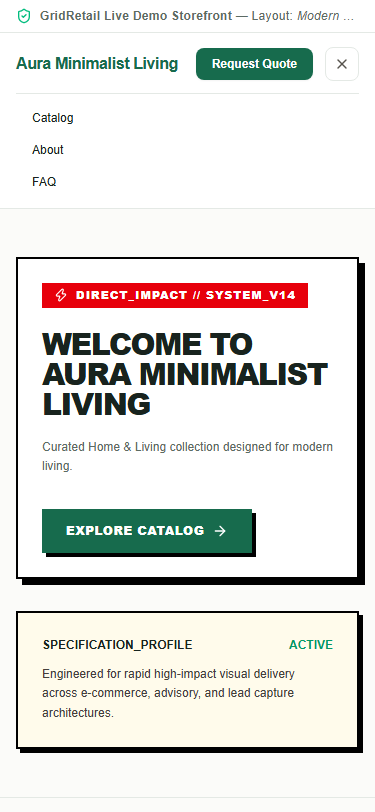 GridRetail Live Demo Storefront — Layout: Modern ...
Aura Minimalist Living
Request Quote
Catalog
About
FAQ
DIRECT_IMPACT // SYSTEM_V14
WELCOME TO
AURA MINIMALIST
LIVING
Curated Home & Living collection designed for modern
living.
EXPLORE CATALOG →
SPECIFICATION_PROFILE
ACTIVE
Engineered for rapid high-impact visual delivery
across e-commerce, advisory, and lead capture
architectures.